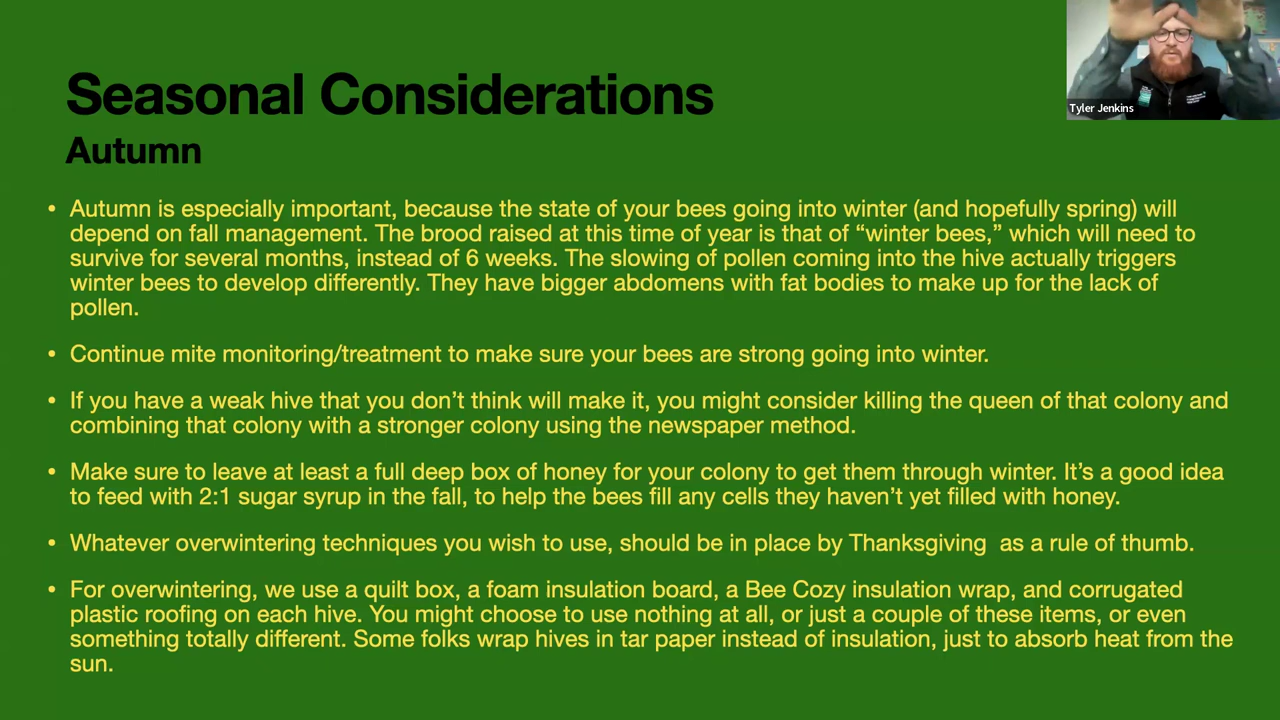 Seasonal Considerations
Tyler Jenkins
Autumn
• Autumn is especially important, because the state of your bees going into winter (and hopefully spring) will
depend on fall management. The brood raised at this time of year is that of “winter bees,” which will need to
survive for several months, instead of 6 weeks. The slowing of pollen coming into the hive actually triggers
winter bees to develop differently. They have bigger abdomens with fat bodies to make up for the lack of
pollen.
• Continue mite monitoring/treatment to make sure your bees are strong going into winter.
• If you have a weak hive that you don’t think will make it, you might consider killing the queen of that colony and
combining that colony with a stronger colony using the newspaper method.
• Make sure to leave at least a full deep box of honey for your colony to get them through winter. It’s a good idea
to feed with 2:1 sugar syrup in the fall, to help the bees fill any cells they haven’t yet filled with honey.
• Whatever overwintering techniques you wish to use, should be in place by Thanksgiving  as a rule of thumb.
• For overwintering, we use a quilt box, a foam insulation board, a Bee Cozy insulation wrap, and corrugated
plastic roofing on each hive. You might choose to use nothing at all, or just a couple of these items, or even
something totally different. Some folks wrap hives in tar paper instead of insulation, just to absorb heat from the
sun.